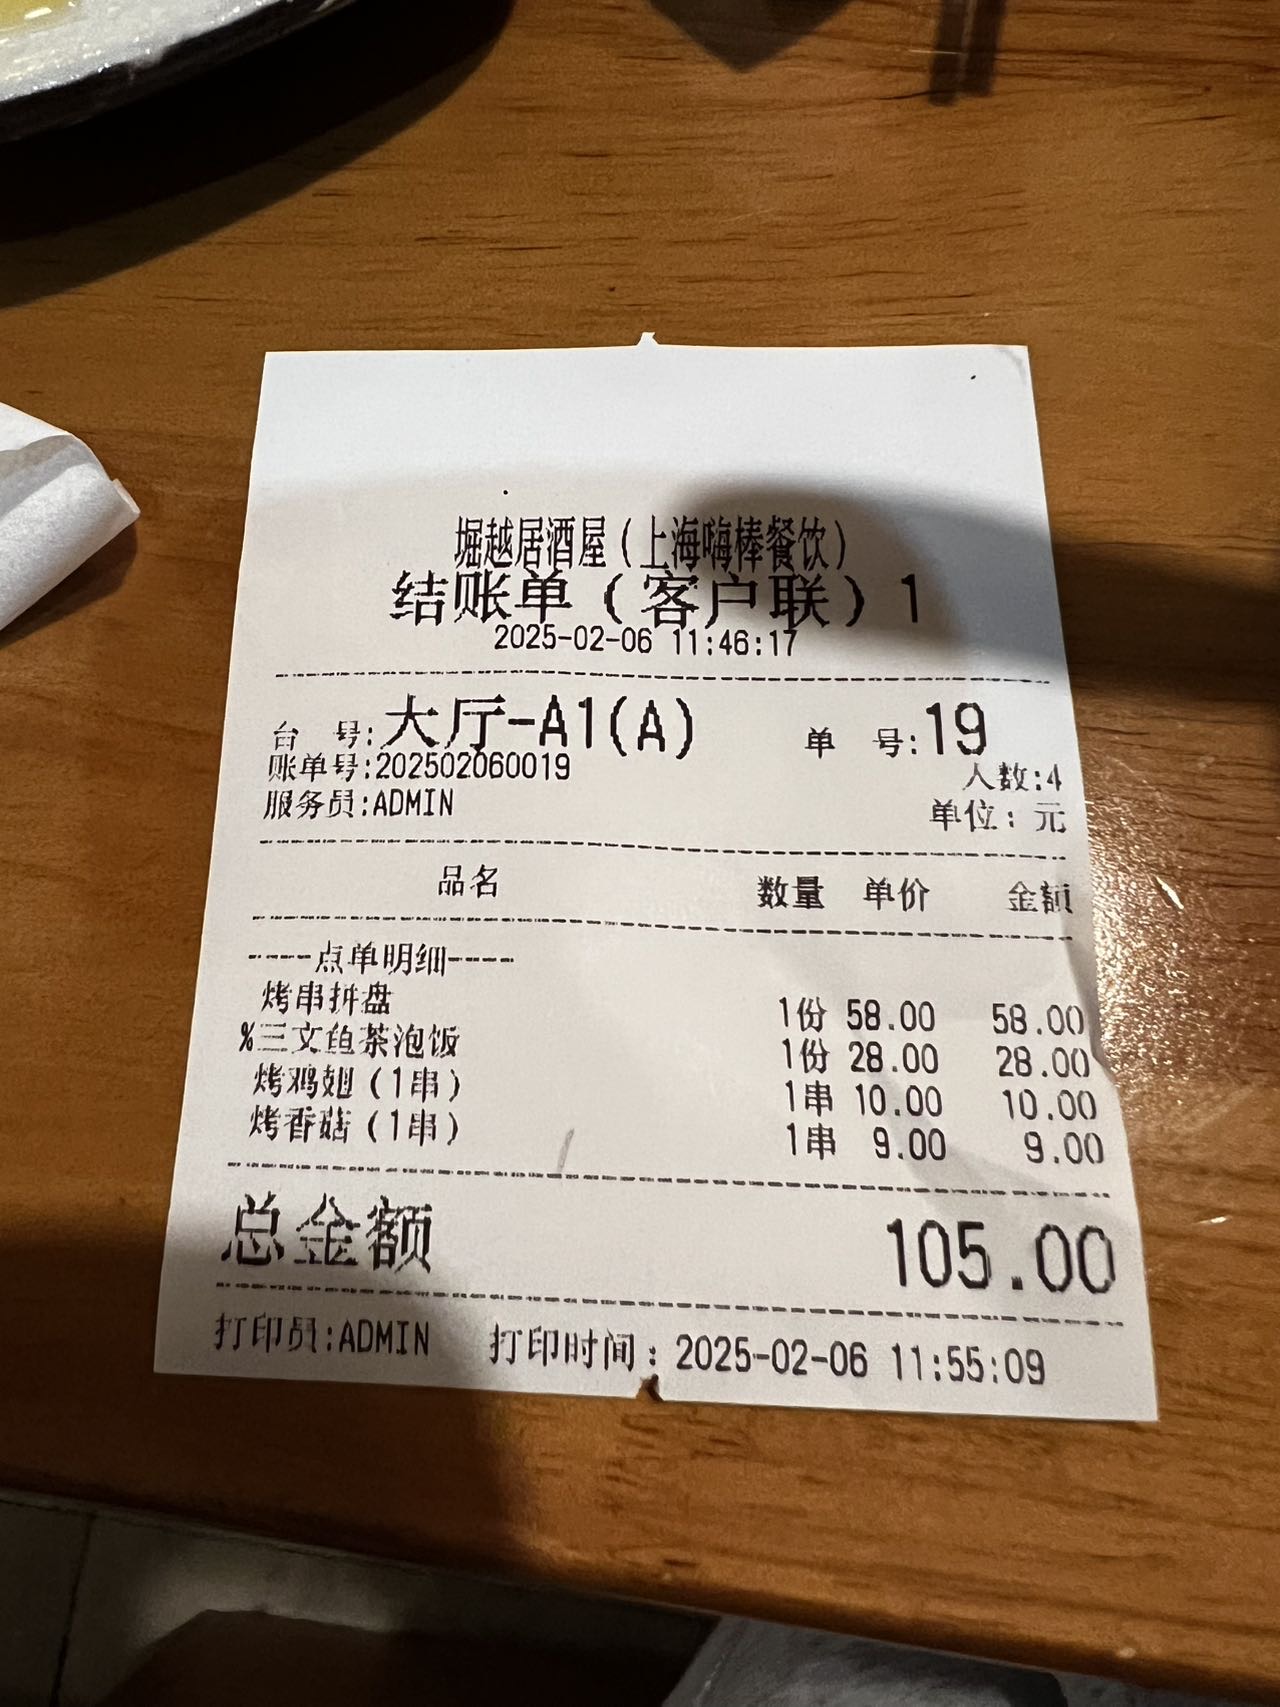 堀越居酒屋(上海嗨棒餐饮)
结账单(客户联)1
2025-02-06 11:46:17
台 号:大厅-A1(A) 单 号:19
账单号:202502060019 人数:4
服务员:ADMIN 单位: 元
品名 数量 单价 金额
----点单明细----
烤串拼盘 1份 58.00 58.00
%三文鱼茶泡饭 1份 28.00 28.00
烤鸡翅(1串) 1串 10.00 10.00
烤香菇(1串) 1串 9.00 9.00
总金额 105.00
打印员:ADMIN 打印时间:2025-02-06 11:55:09